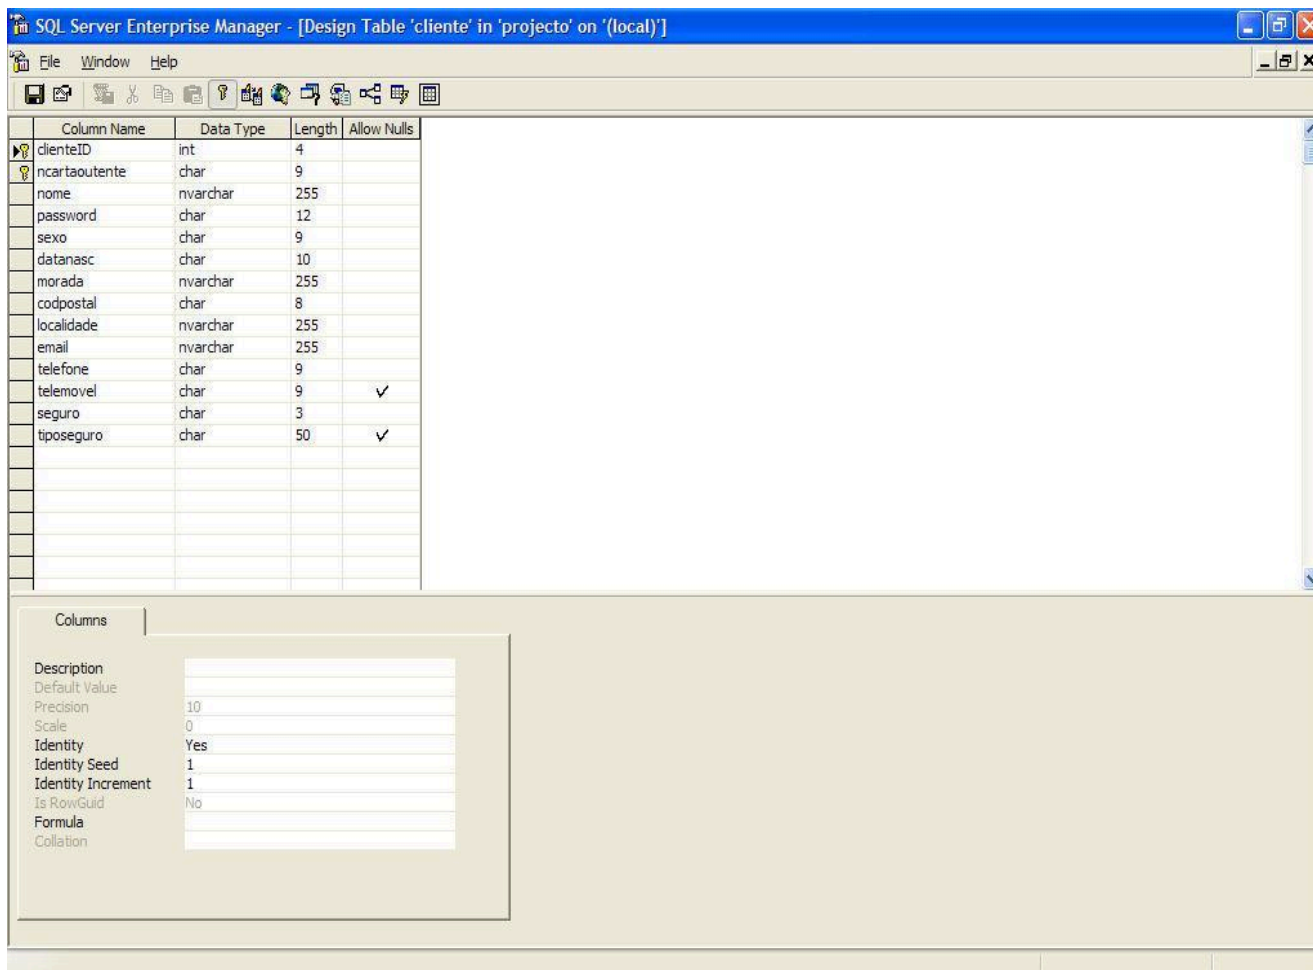 SQL Server Enterprise Manager - [Design Table 'cliente' in 'projecto' on '(local)']
File Window Help
Column Name Data Type Length Allow Nulls
clienteID int 4
ncartaoutente char 9
nome nvarchar 255
password char 12
sexo char 9
datanasc char 10
morada nvarchar 255
codpostal char 8
localidade nvarchar 255
email nvarchar 255
telefone char 9
telemovel char 9
seguro char 3
tiposeguro char 50
Columns
Description
Default Value
Precision 10
Scale 0
Identity Yes
Identity Seed 1
Identity Increment 1
Is RowGuid No
Formula
Collation